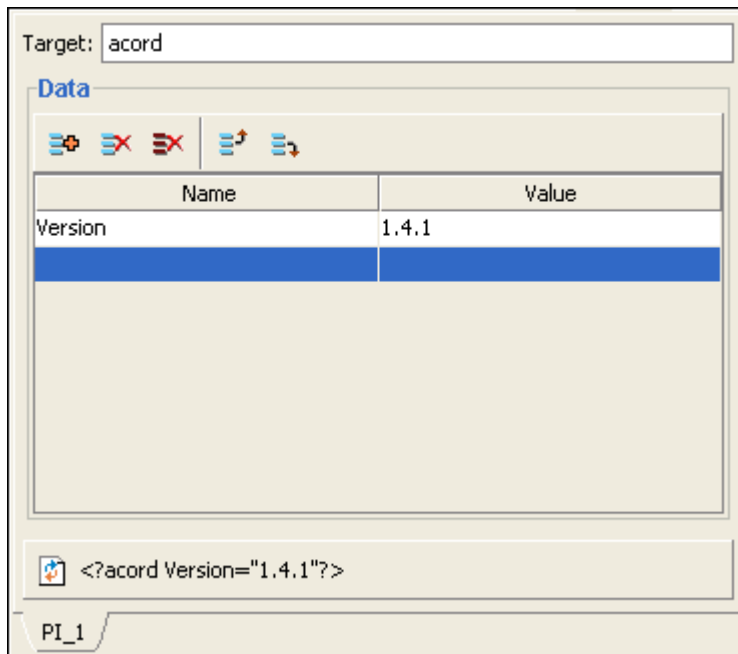 Target: acord
Data
Name Value
Version 1.4.1
<?acord Version="1.4.1"?>
PI_1